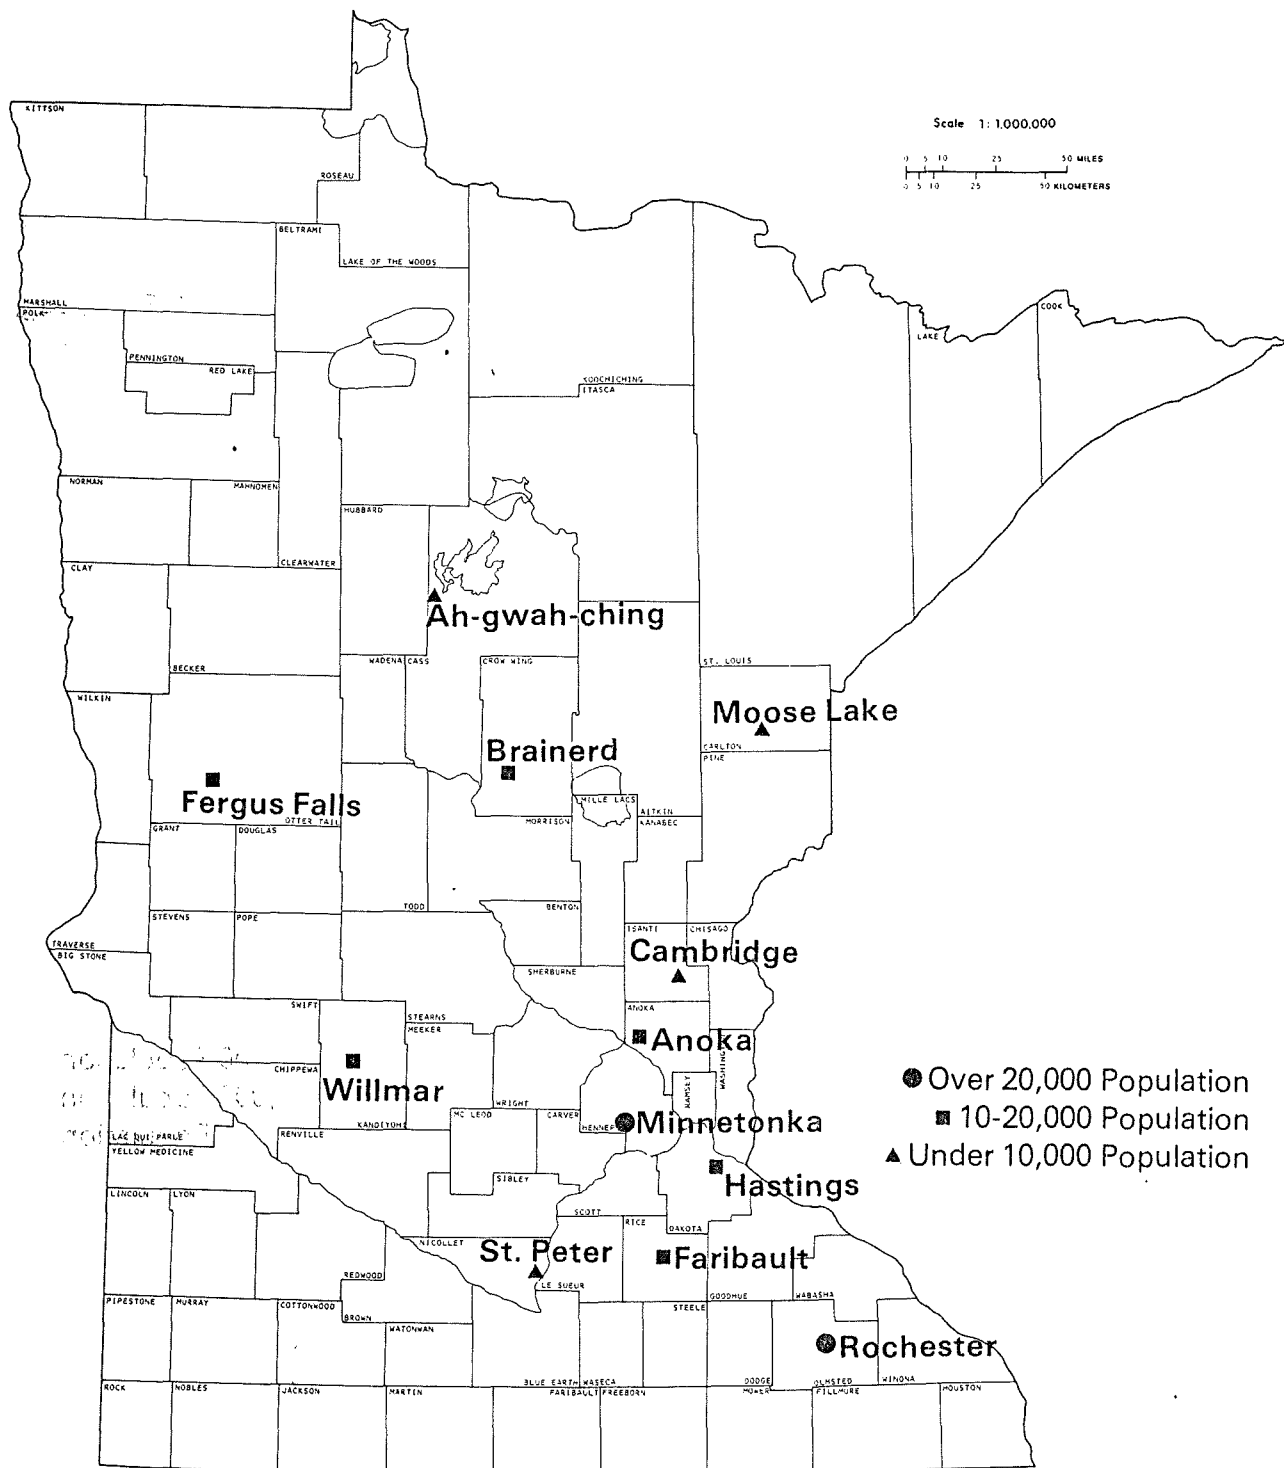 KITTSON
Scale 1: 1,000,000
0 5 10 25 50 MILES
0 5 10 25 50 KILOMETERS
ROSEAU
BELTRAMI
LAKE OF THE WOODS
MARSHALL
POLK
COOK
LAKE
PENNINGTON
RED LAKE
KOOCHICHING
ITASCA
NORMAN
MAHNOMEN
HUBBARD
CLAY
CLEARWATER
Ah-gwah-ching
BECKER
WADENA
CASS
CROW WING
ST. LOUIS
WILKIN
Moose Lake
CARLTON
PINE
Brainerd
Fergus Falls
OTTER TAIL
MILLE LACS
AITKIN
KANABEC
MORRISON
GRANT
DOUGLAS
TODD
BENTON
STEVENS
POPE
ISANTI
CHISAGO
TRAVERSE
BIG STONE
Cambridge
SHERBURNE
SWIFT
STEARNS
MEEKER
ANOKA
Anoka
WASHING
CHIPPEWA
Willmar
RAMSEY
Over 20,000 Population
10-20,000 Population
Under 10,000 Population
WRIGHT
MC LEOD
CARVER
HENNEP
Minnetonka
KANDIYOHI
RENVILLE
LAC QUI PARLE
YELLOW MEDICINE
SIBLEY
Hastings
LINCOLN
LYON
SCOTT
RICE
DAKOTA
NICOLLET
St. Peter
Faribault
REDWOOD
LE SUEUR
PIPESTONE
MURRAY
COTTONWOOD
BROWN
WATONWAN
STEELE
GOODHUE
WABASHA
Rochester
ROCK
NOBLES
JACKSON
MARTIN
BLUE EARTH
WASECA
FARIBAULT
FREEBORN
DODGE
MOWER
OLMSTED
FILLMORE
WINONA
HOUSTON